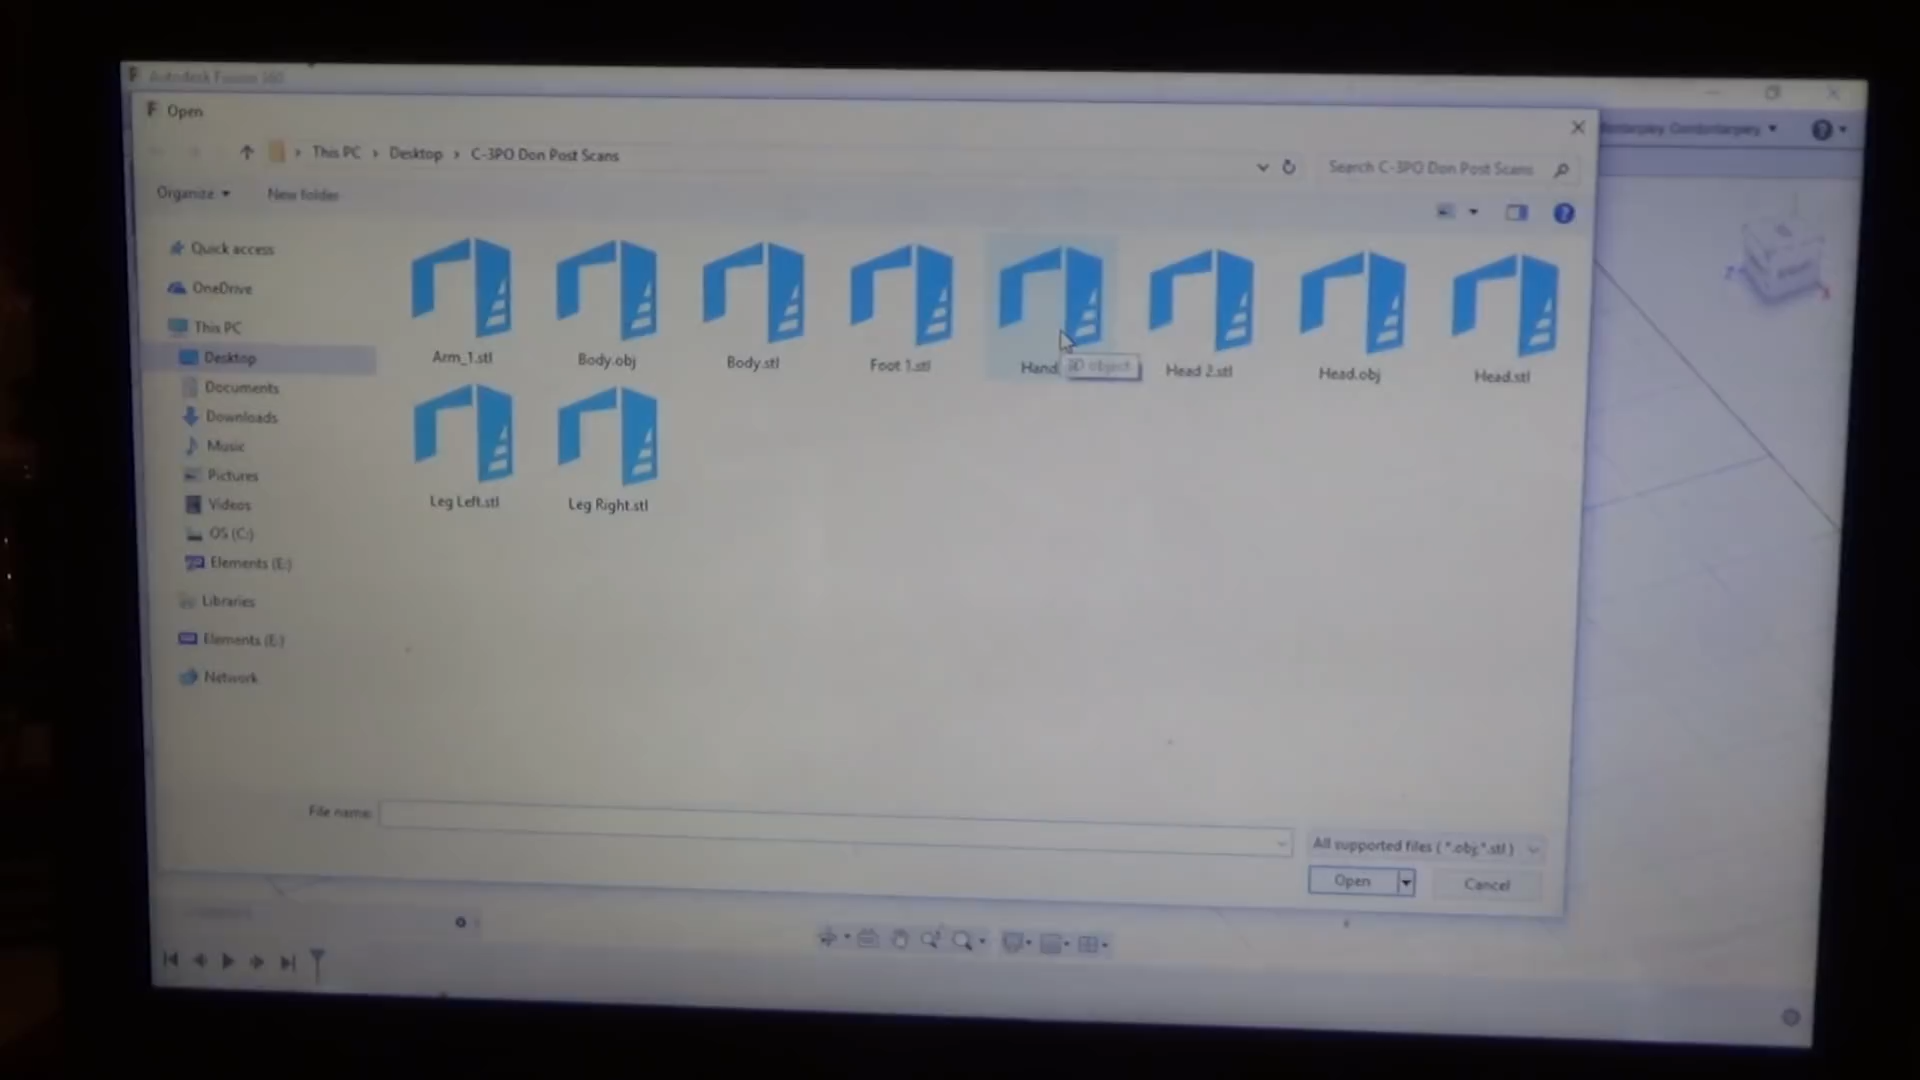 Autodesk Fusion 360
Open
This PC > Desktop > C-3PO Don Post Scans
Search C-3PO Don Post Scans
Organize
New folder
Quick access
OneDrive
This PC
Desktop
Documents
Downloads
Music
Pictures
Videos
OS (C:)
Elements (E:)
Libraries
Elements (E:)
Network
Arm_1.stl
Body.obj
Body.stl
Foot 1.stl
Hand
3D object
Head 2.stl
Head.obj
Head.stl
Leg Left.stl
Leg Right.stl
File name:
All supported files ( *.obj;*.stl )
Open
Cancel